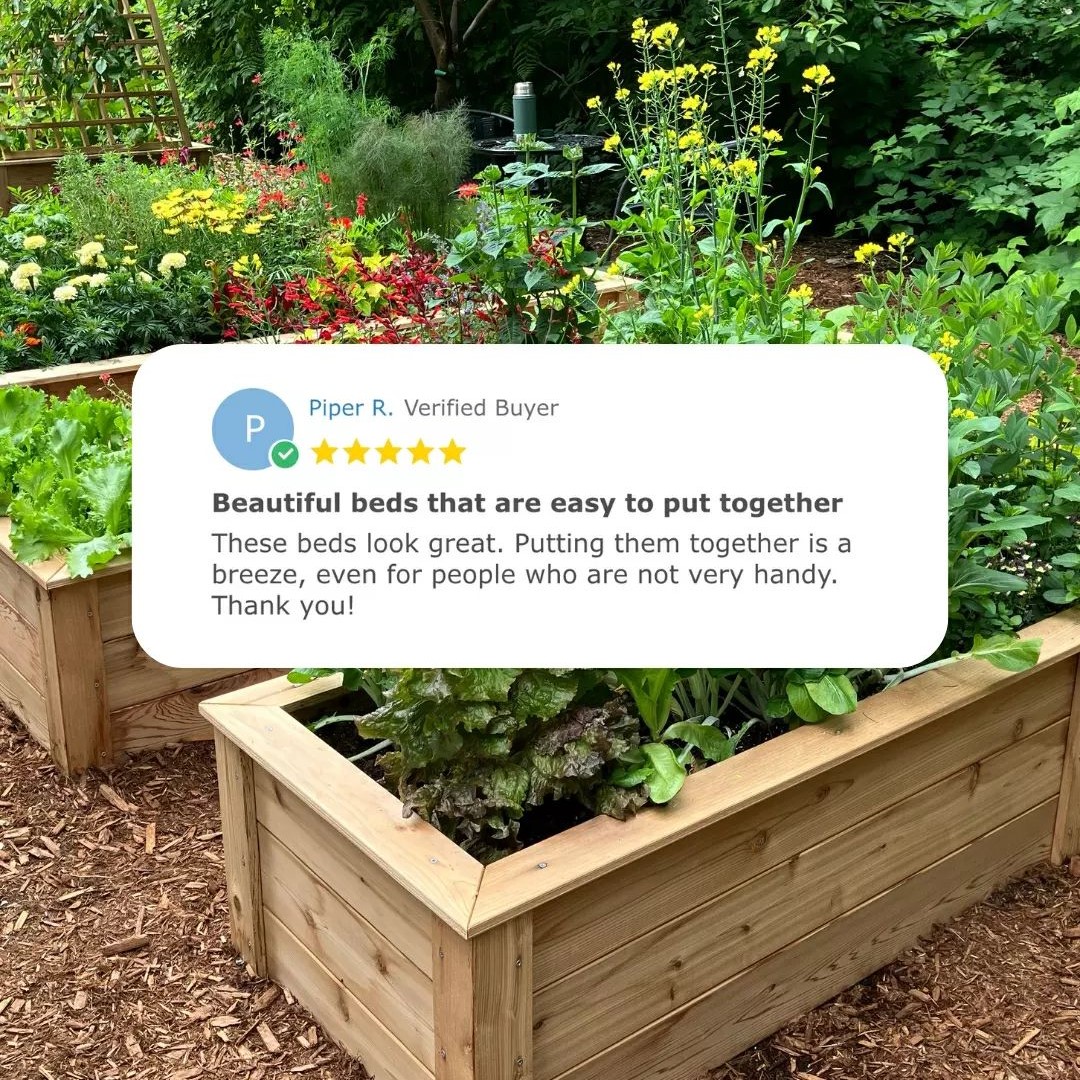 P
Piper R. Verified Buyer
Beautiful beds that are easy to put together
These beds look great. Putting them together is a
breeze, even for people who are not very handy.
Thank you!